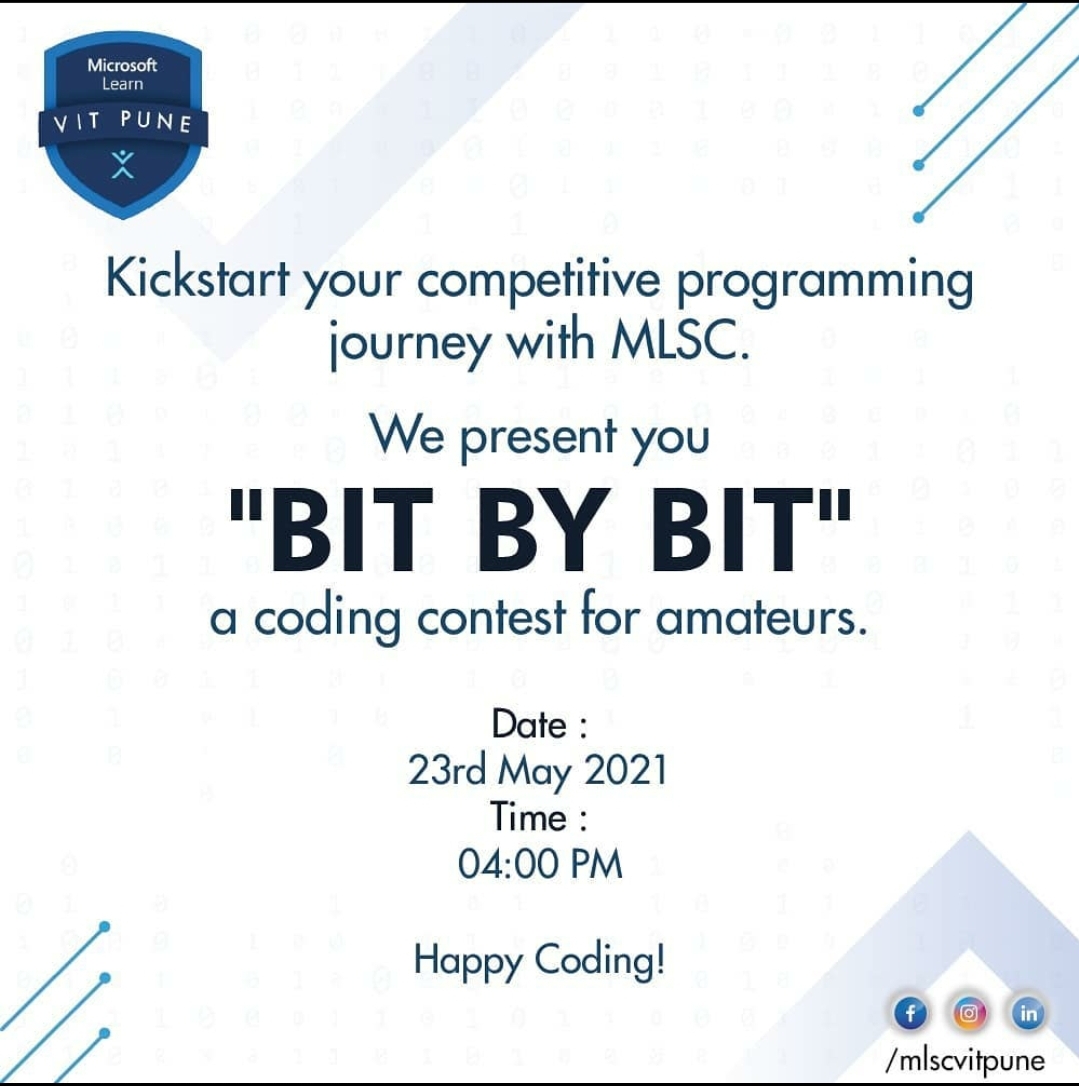 Microsoft
Learn
VIT PUNE
Kickstart your competitive programming
journey with MLSC.
We present you
"BIT BY BIT"
a coding contest for amateurs.
Date :
23rd May 2021
Time :
04:00 PM
Happy Coding!
f in
/mlscvitpune